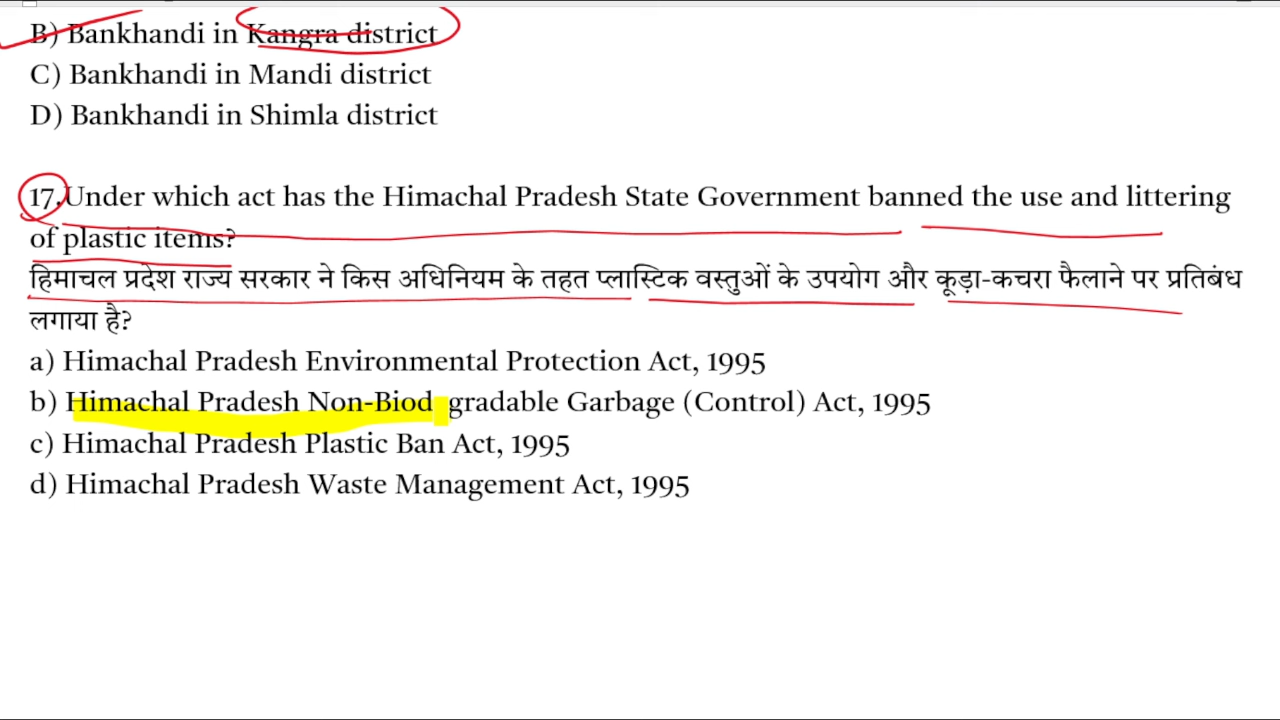 B) Bankhandi in Kangra district
C) Bankhandi in Mandi district
D) Bankhandi in Shimla district
17.Under which act has the Himachal Pradesh State Government banned the use and littering
of plastic items?
हिमाचल प्रदेश राज्य सरकार ने किस अधिनियम के तहत प्लास्टिक वस्तुओं के उपयोग और कूड़ा-कचरा फैलाने पर प्रतिबंध
लगाया है?
a) Himachal Pradesh Environmental Protection Act, 1995
b) Himachal Pradesh Non-Biod gradable Garbage (Control) Act, 1995
c) Himachal Pradesh Plastic Ban Act, 1995
d) Himachal Pradesh Waste Management Act, 1995